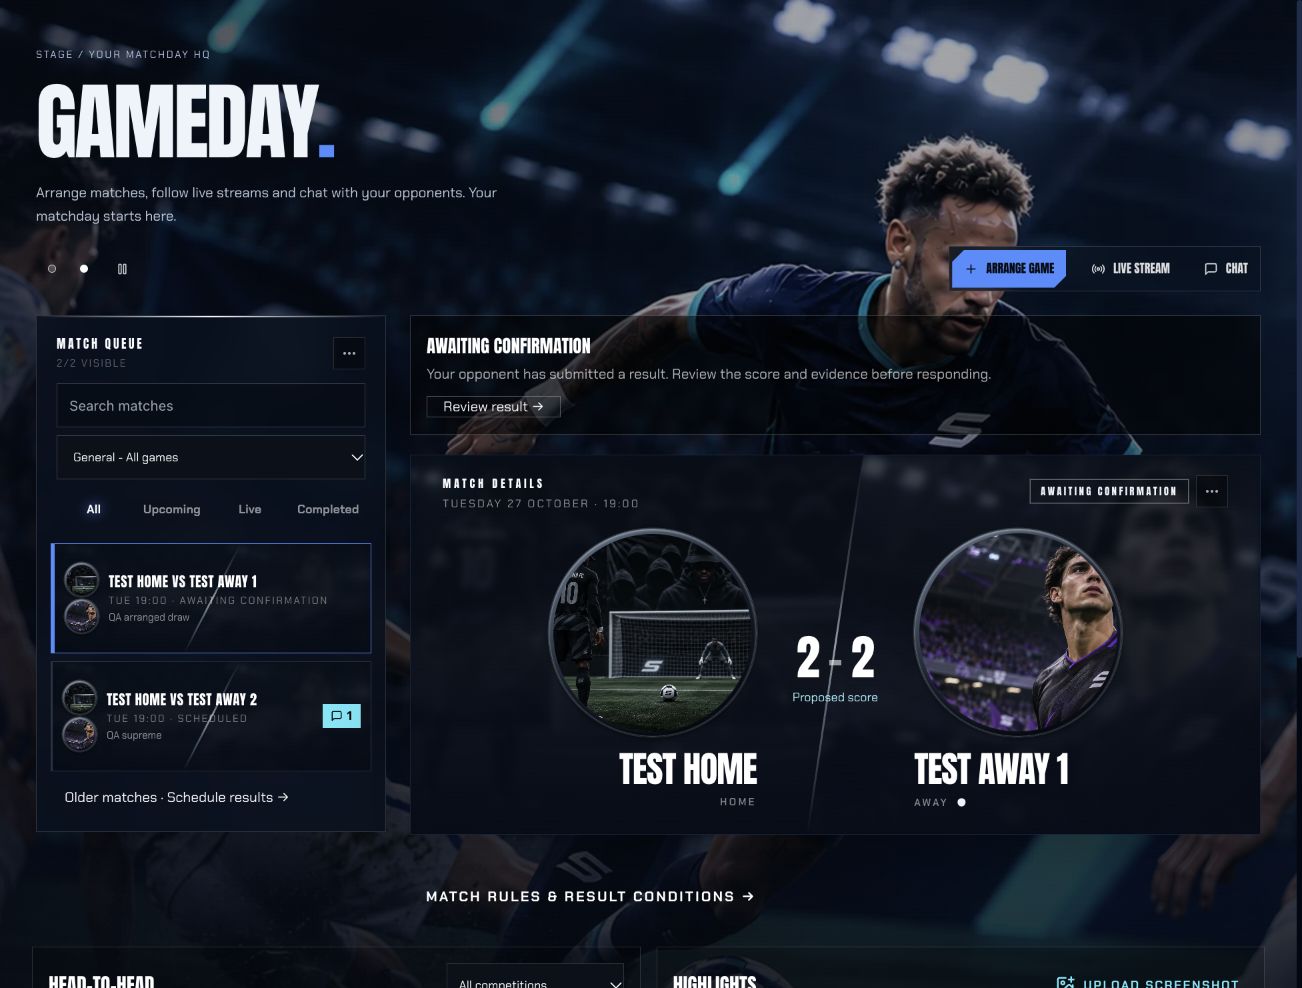 STAGE / YOUR MATCHDAY HQ
GAMEDAY.
Arrange matches, follow live streams and chat with your opponents. Your
matchday starts here.
ARRANGE GAME
LIVE STREAM
CHAT
MATCH QUEUE
2/2 VISIBLE
Search matches
General - All games
All
Upcoming
Live
Completed
TEST HOME VS TEST AWAY 1
TUE 19:00 · AWAITING CONFIRMATION
QA arranged draw
TEST HOME VS TEST AWAY 2
TUE 19:00 · SCHEDULED
QA supreme
1
Older matches · Schedule results →
AWAITING CONFIRMATION
Your opponent has submitted a result. Review the score and evidence before responding.
Review result →
MATCH DETAILS
TUESDAY 27 OCTOBER · 19:00
AWAITING CONFIRMATION
10
2 - 2
Proposed score
TEST HOME
HOME
TEST AWAY 1
AWAY
MATCH RULES & RESULT CONDITIONS →
HEAD-TO-HEAD
All competitions
HIGHLIGHTS
UPLOAD SCREENSHOT